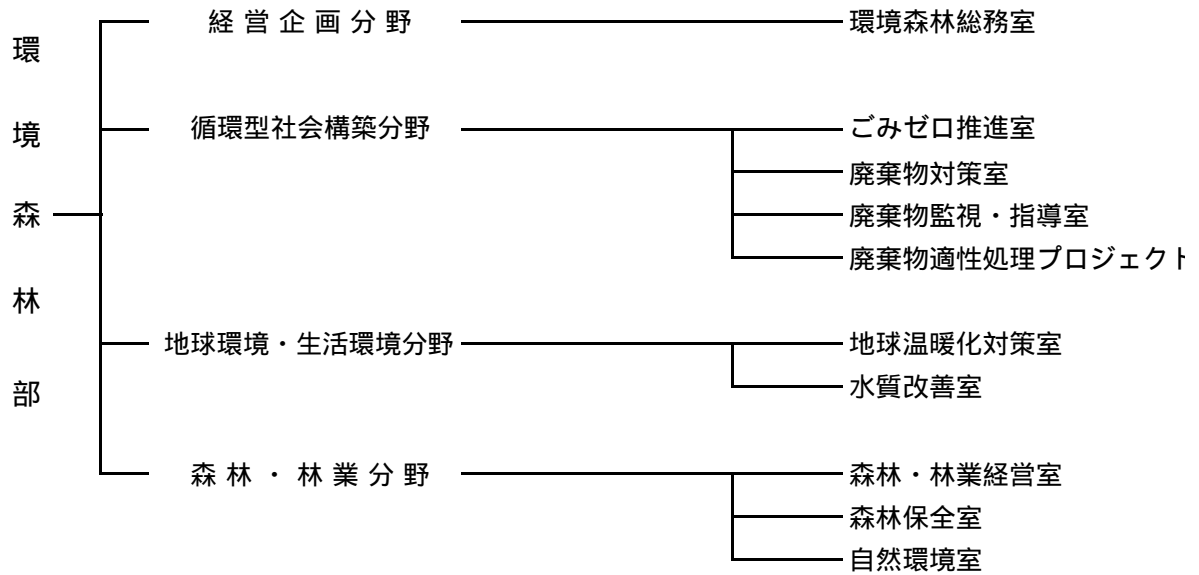 環境森林部
経営企画分野
環境森林総務室
循環型社会構築分野
ごみゼロ推進室
廃棄物対策室
廃棄物監視・指導室
廃棄物適性処理プロジェクト
地球環境・生活環境分野
地球温暖化対策室
水質改善室
森林・林業分野
森林・林業経営室
森林保全室
自然環境室